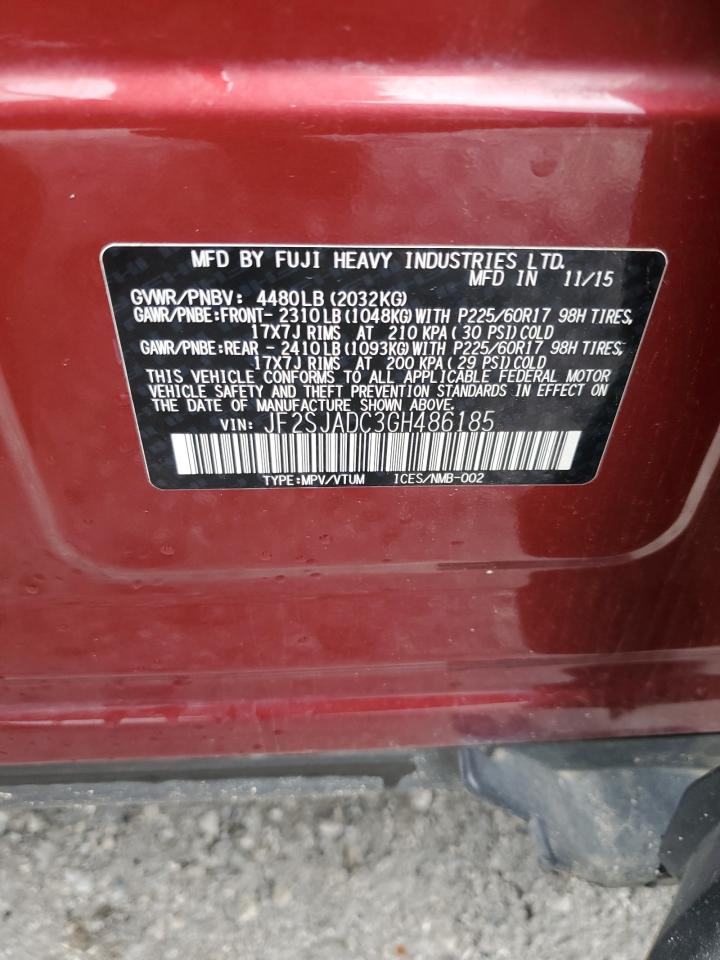 MFD BY FUJI HEAVY INDUSTRIES LTD.
MFD IN 11/15
GVWR/PNBV: 4480LB (2032KG)
GAWR/PNBE:FRONT- 2310LB (1048KG)WITH P225/60R17 98H TIRES,
17X7J RIMS AT 210 KPA( 30 PSI)COLD
GAWR/PNBE:REAR - 2410LB (1093KG)WITH P225/60R17 98H TIRES,
17X7J RIMS AT 200 KPA( 29 PSI)COLD
THIS VEHICLE CONFORMS TO ALL APPLICABLE FEDERAL MOTOR
VEHICLE SAFETY AND THEFT PREVENTION STANDARDS IN EFFECT ON
THE DATE OF MANUFACTURE SHOWN ABOVE.
VIN: JF2SJADC3GH486185
TYPE:MPV/VTUM ICES/NMB-002